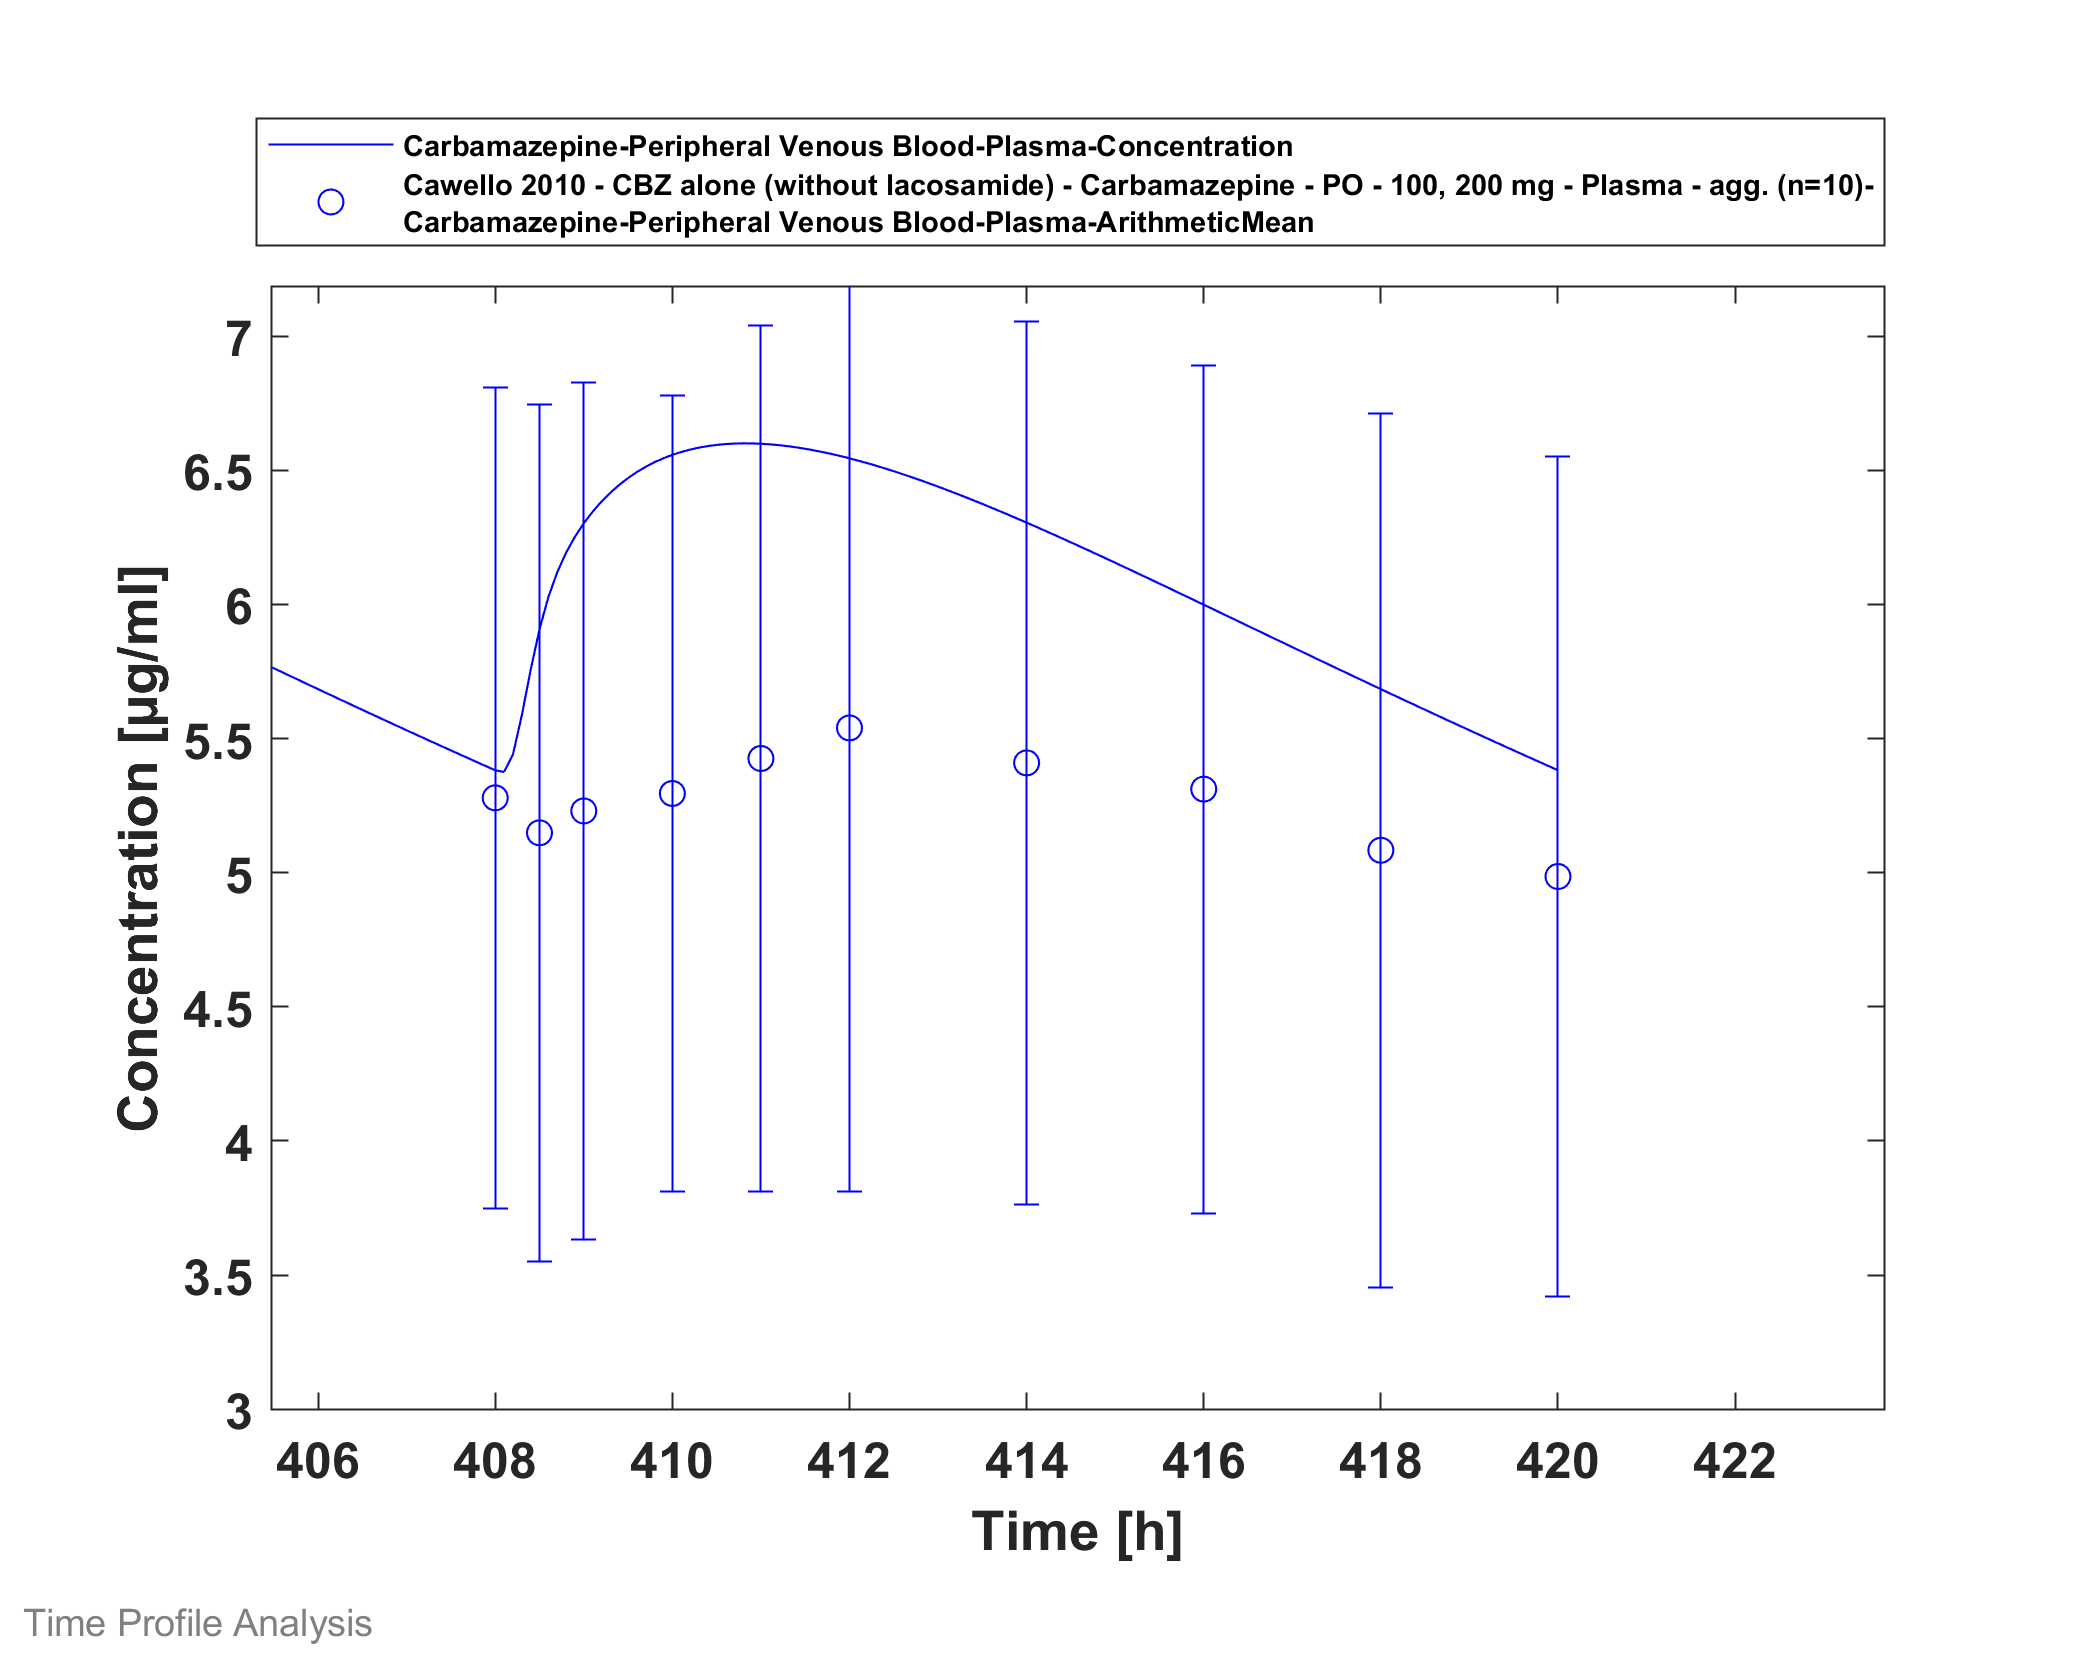 Carbamazepine-Peripheral Venous Blood-Plasma-Concentration
Cawello 2010 - CBZ alone (without lacosamide) - Carbamazepine - PO - 100, 200 mg - Plasma - agg. (n=10)-
Carbamazepine-Peripheral Venous Blood-Plasma-ArithmeticMean
7
6.5
6
5.5
5
4.5
4
3.5
3
Concentration [µg/ml]
406 408 410 412 414 416 418 420 422
Time [h]
Time Profile Analysis